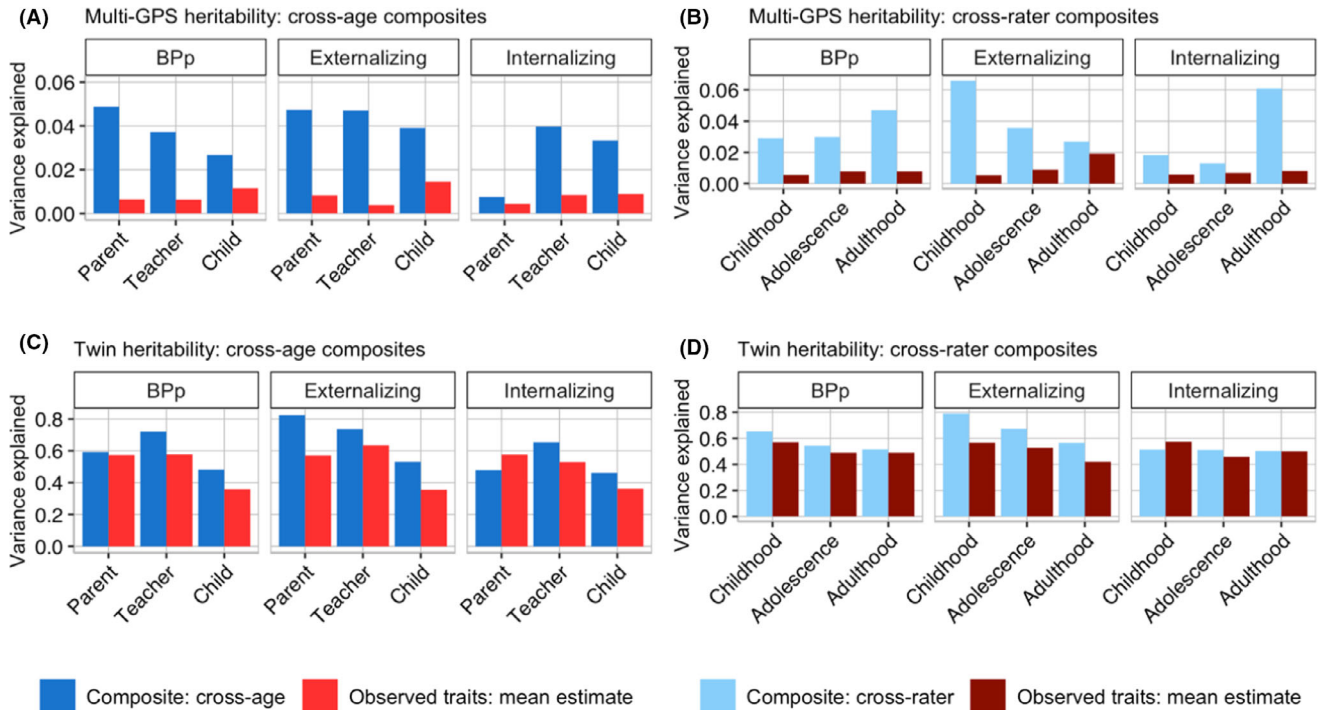 (A) Multi-GPS heritability: cross-age composites
BPp Externalizing Internalizing
Variance explained
0.06
0.04
0.02
0.00
Parent Teacher Child Parent Teacher Child Parent Teacher Child
(B) Multi-GPS heritability: cross-rater composites
BPp Externalizing Internalizing
Variance explained
0.06
0.04
0.02
0.00
Childhood Adolescence Adulthood Childhood Adolescence Adulthood Childhood Adolescence Adulthood
(C) Twin heritability: cross-age composites
BPp Externalizing Internalizing
Variance explained
0.8
0.6
0.4
0.2
0.0
Parent Teacher Child Parent Teacher Child Parent Teacher Child
(D) Twin heritability: cross-rater composites
BPp Externalizing Internalizing
Variance explained
0.8
0.6
0.4
0.2
0.0
Childhood Adolescence Adulthood Childhood Adolescence Adulthood Childhood Adolescence Adulthood
Composite: cross-age Observed traits: mean estimate
Composite: cross-rater Observed traits: mean estimate